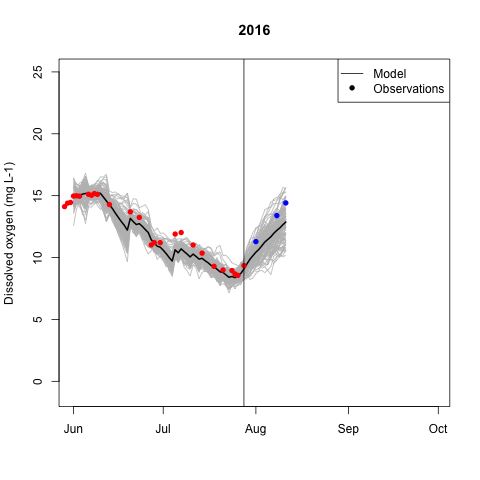 2016
Model
Observations
Dissolved oxygen (mg L-1)
25
20
15
10
5
0
Jun
Jul
Aug
Sep
Oct